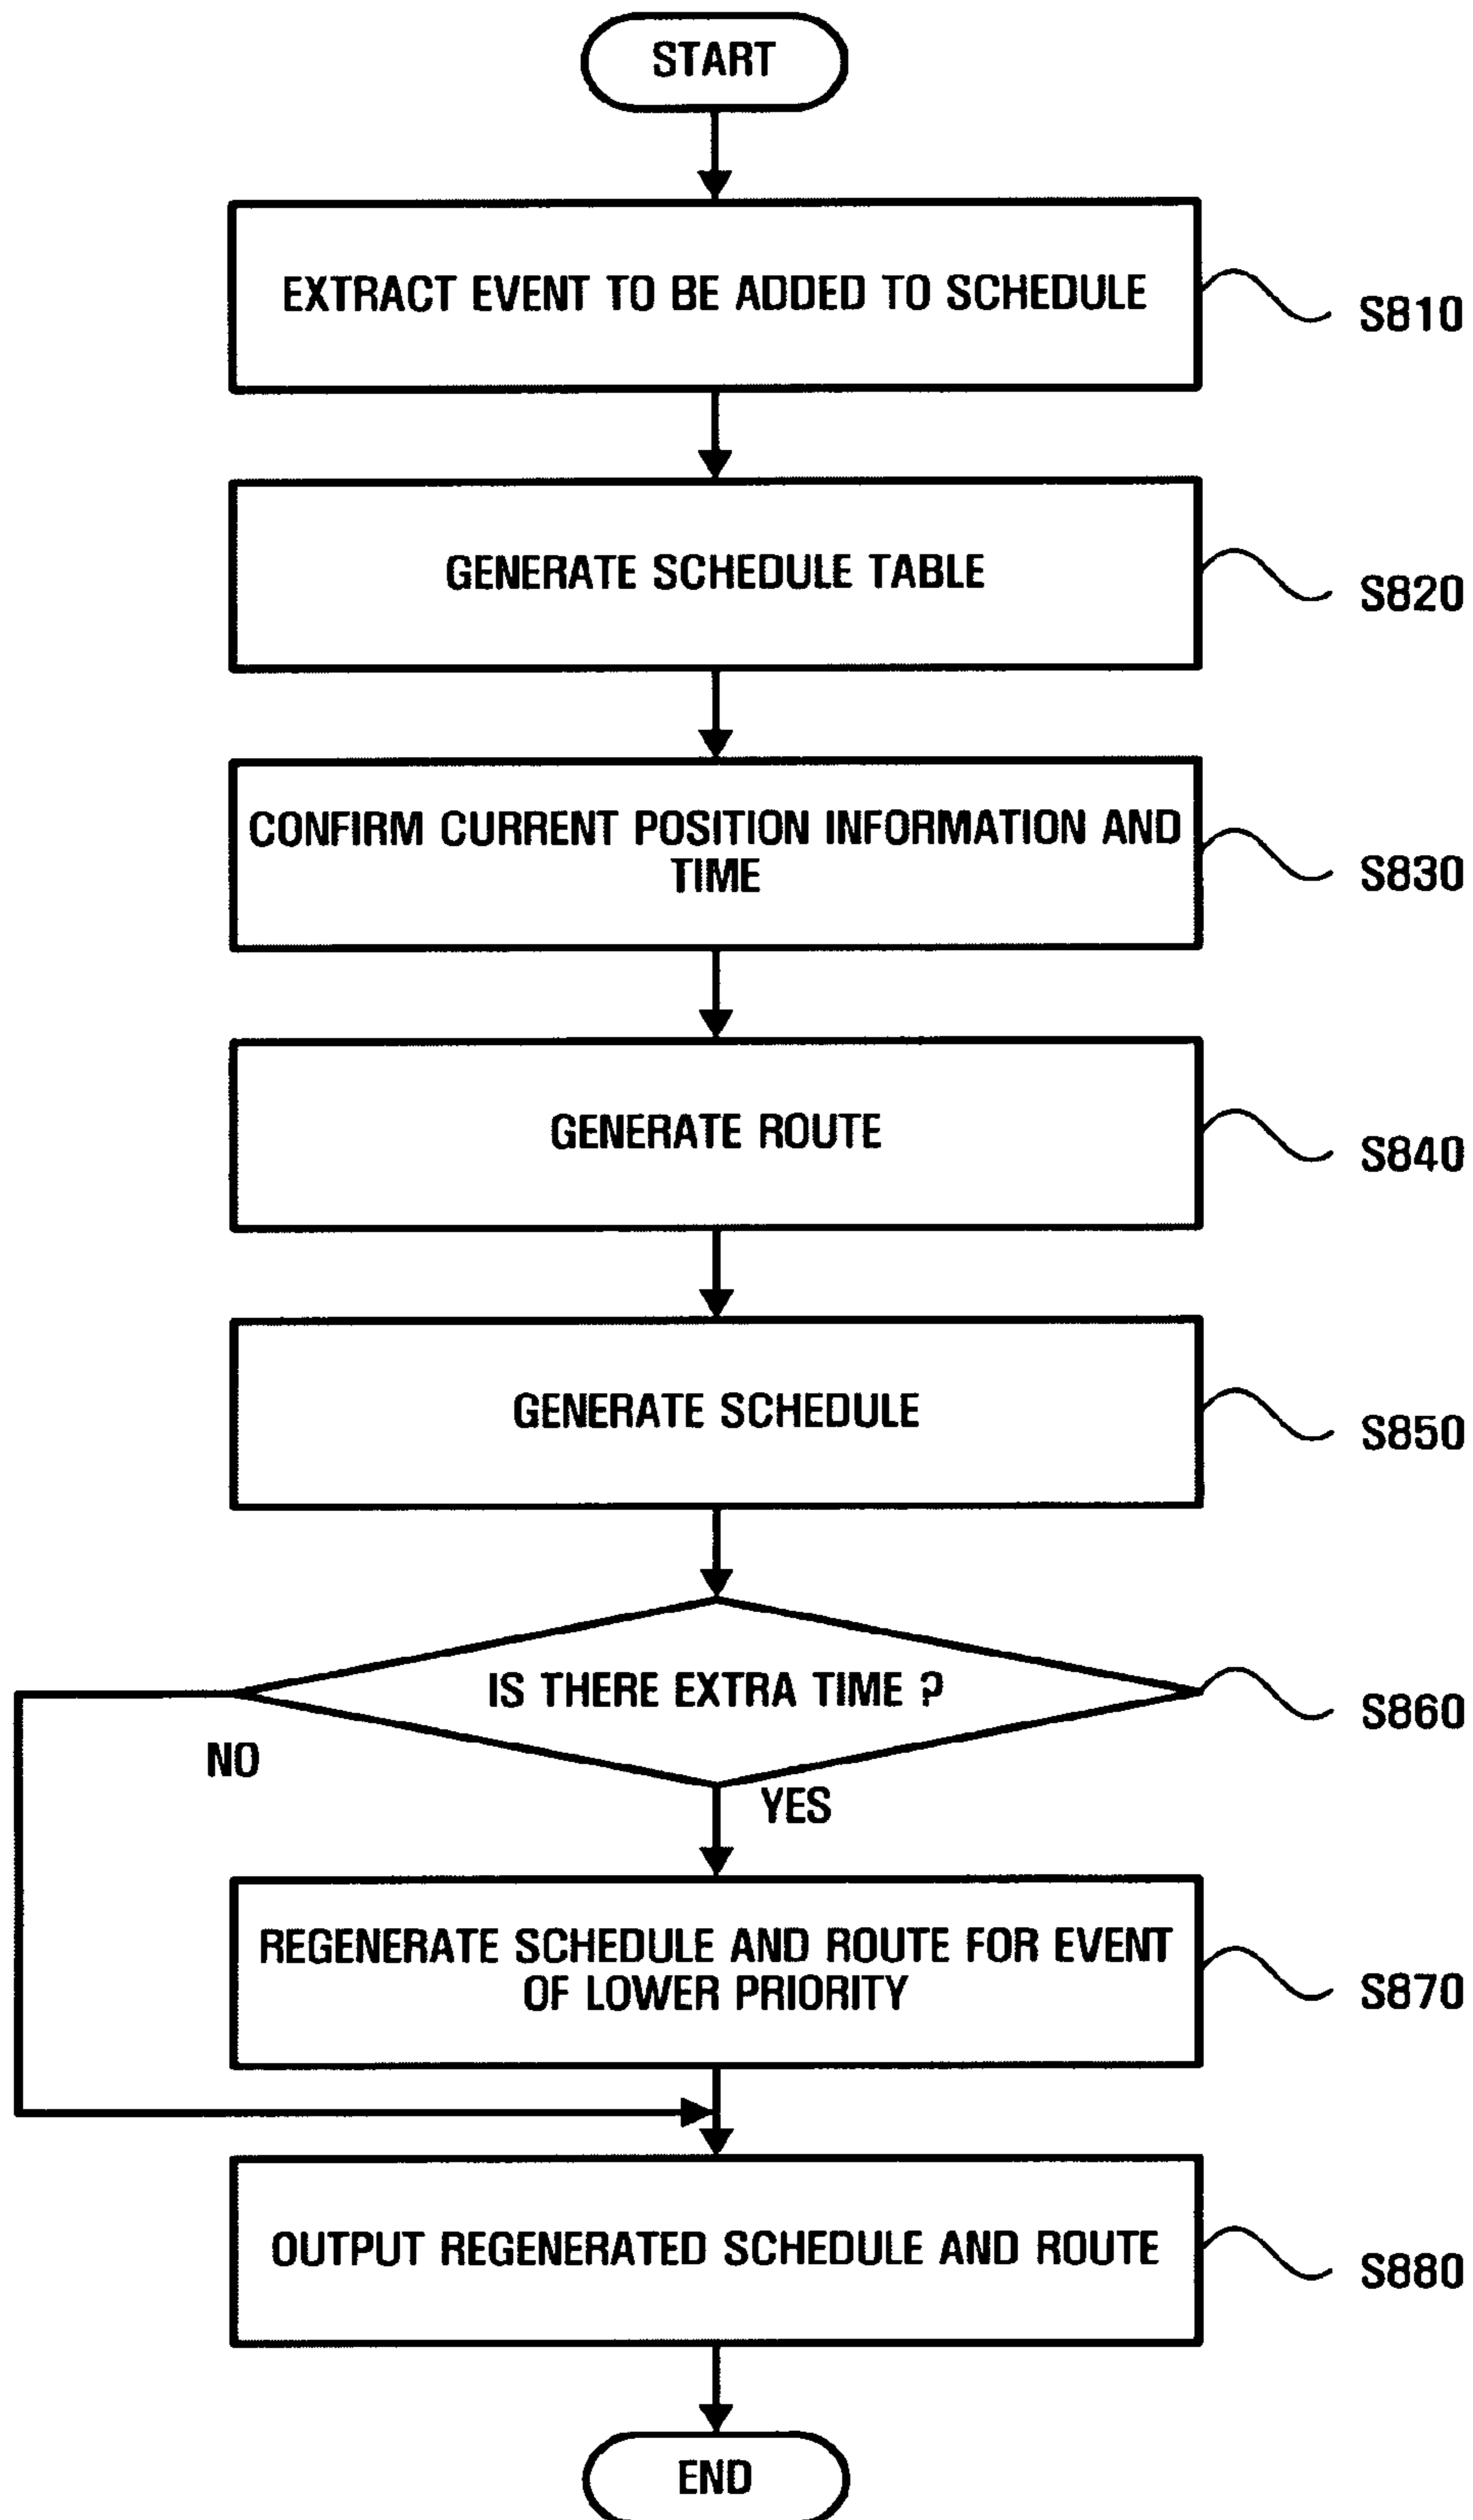 START
EXTRACT EVENT TO BE ADDED TO SCHEDULE
S810
GENERATE SCHEDULE TABLE
S820
CONFIRM CURRENT POSITION INFORMATION AND
TIME
S830
GENERATE ROUTE
S840
GENERATE SCHEDULE
S850
IS THERE EXTRA TIME ?
S860
NO
YES
REGENERATE SCHEDULE AND ROUTE FOR EVENT
OF LOWER PRIORITY
S870
OUTPUT REGENERATED SCHEDULE AND ROUTE
S880
END